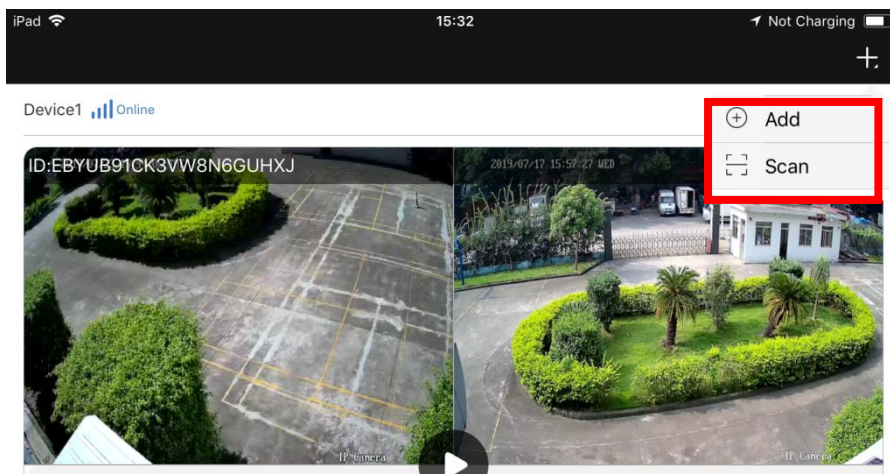 iPad 15:32 Not Charging
Device1 Online
Add
Scan
ID:EBYUB91CK3VW8N6GUHXJ
2019/07/17 15:57:27 WED
IP Camera
IP Camera